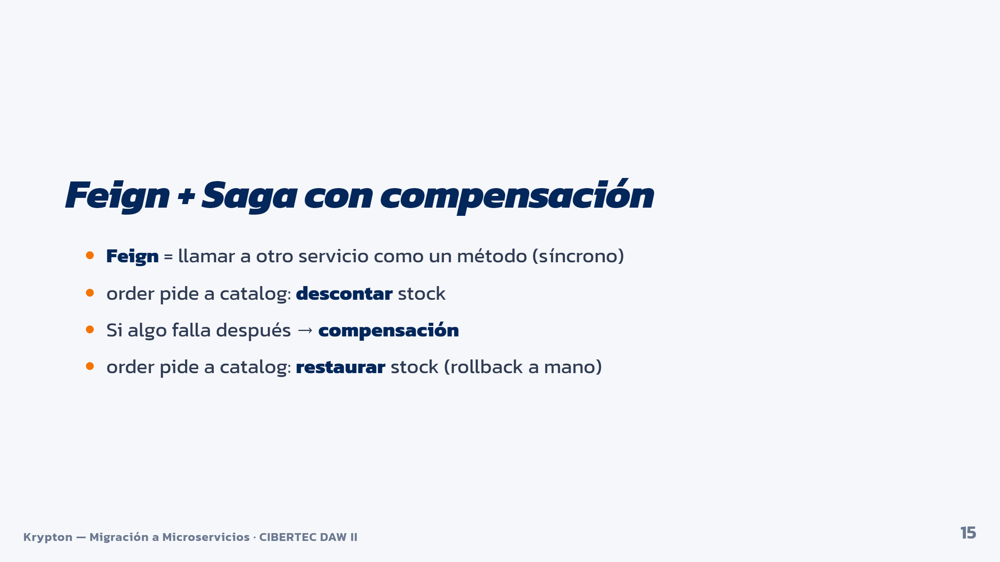 Feign + Saga con compensación
• Feign = llamar a otro servicio como un método (síncrono)
• order pide a catalog: descontar stock
• Si algo falla después → compensación
• order pide a catalog: restaurar stock (rollback a mano)
Krypton — Migración a Microservicios · CIBERTEC DAW II
15